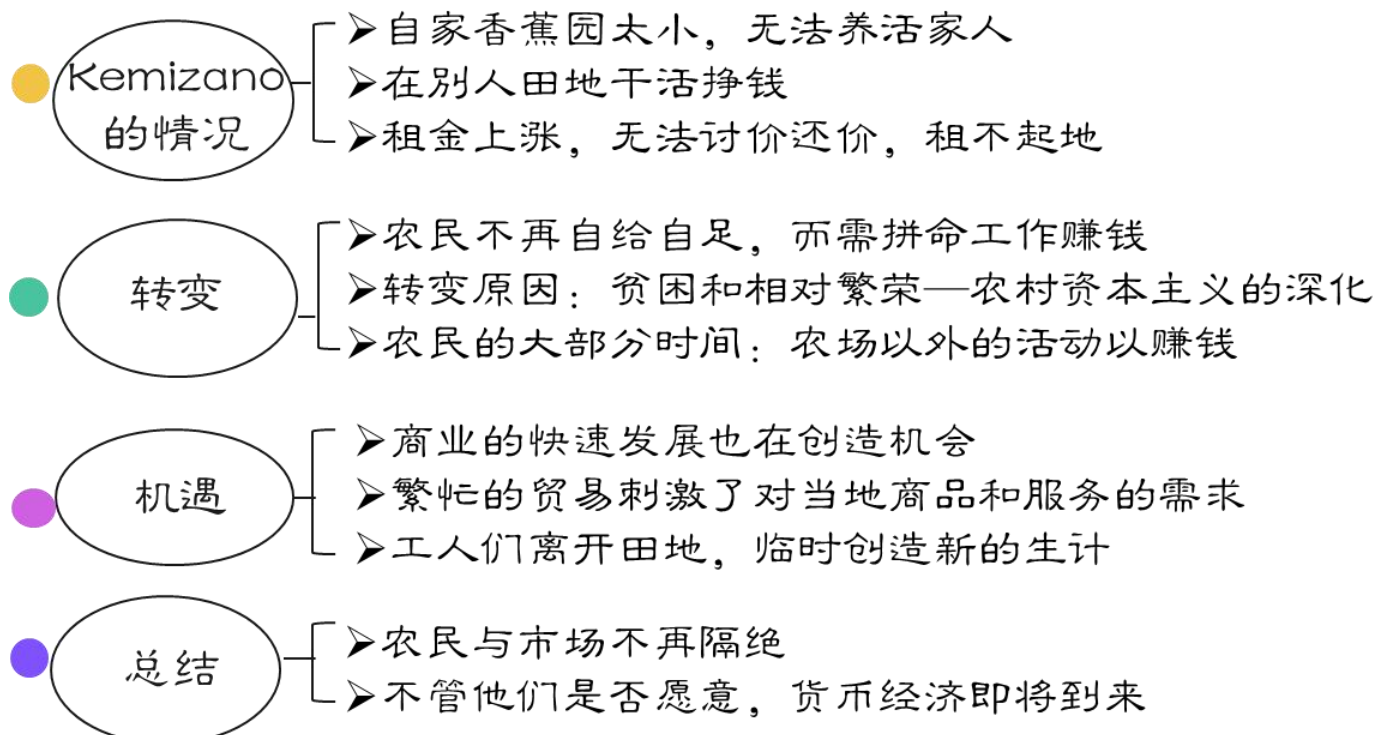 Kemizano
的情况
➢自家香蕉园太小，无法养活家人
➢在别人田地干活挣钱
➢租金上涨，无法讨价还价，租不起地
转变
➢农民不再自给自足，而需拼命工作赚钱
➢转变原因：贫困和相对繁荣—农村资本主义的深化
➢农民的大部分时间：农场以外的活动以赚钱
机遇
➢商业的快速发展也在创造机会
➢繁忙的贸易刺激了对当地商品和服务的需求
➢工人们离开田地，临时创造新的生计
总结
➢农民与市场不再隔绝
➢不管他们是否愿意，货币经济即将到来